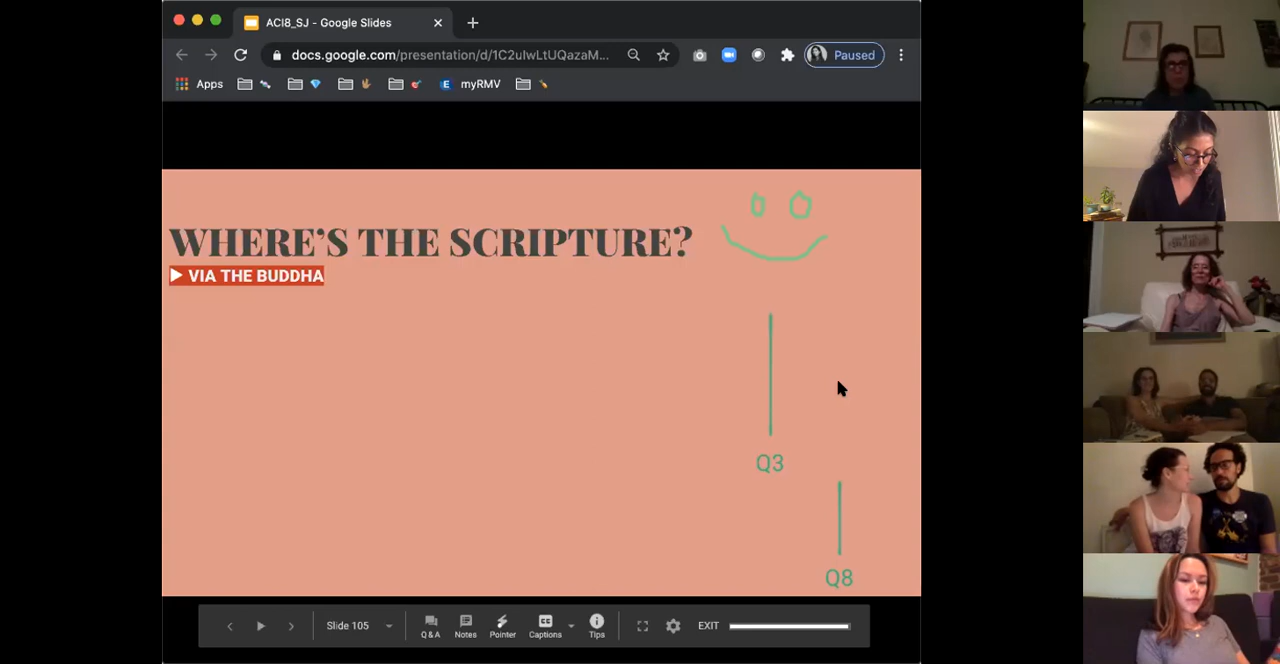 ACI8_SJ - Google Slides
docs.google.com/presentation/d/1C2uIwLtUQazaM...
Paused
Apps
E myRMV
WHERE'S THE SCRIPTURE?
▶ VIA THE BUDDHA
Q3
Q8
Slide 105
Q & A
Notes
Pointer
CC
Captions
Tips
EXIT